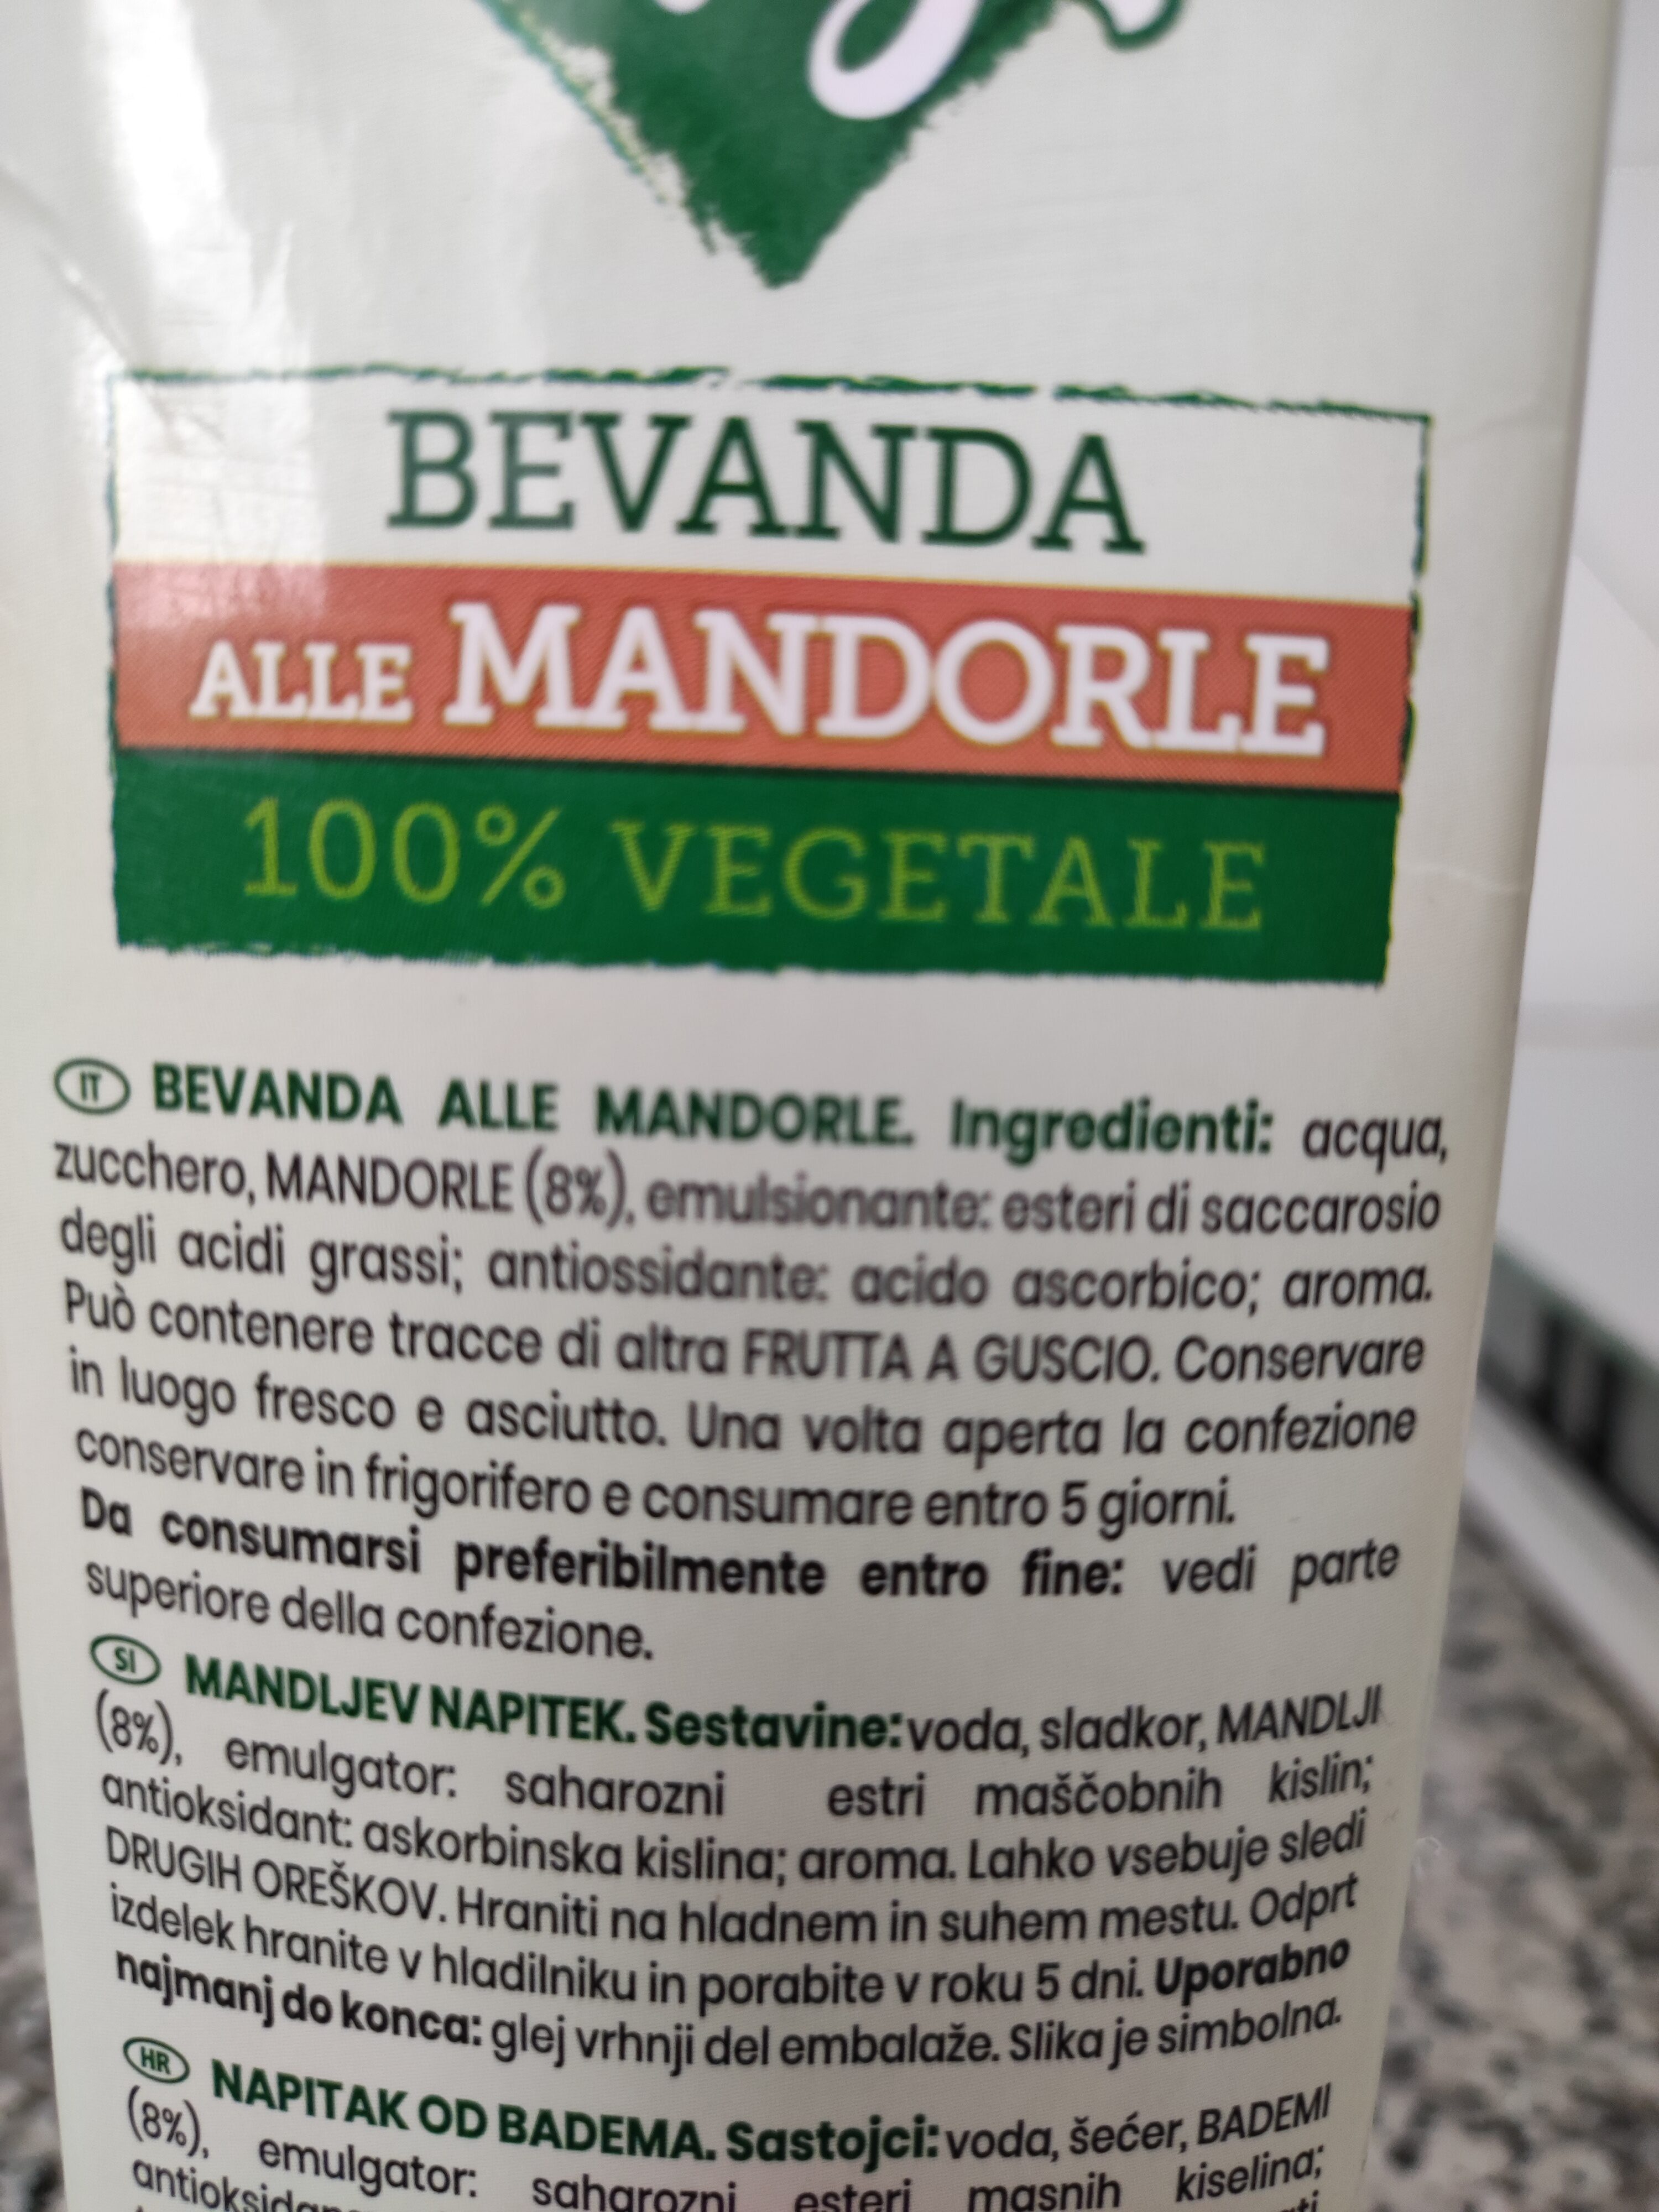 BEVANDA
ALLE MANDORLE
100% VEGETALE
IT BEVANDA ALLE MANDORLE. Ingredienti: acqua,
zucchero, MANDORLE (8%), emulsionante: esteri di saccarosio
degli acidi grassi; antiossidante: acido ascorbico; aroma.
Può contenere tracce di altra FRUTTA A GUSCIO. Conservare
in luogo fresco e asciutto. Una volta aperta la confezione
conservare in frigorifero e consumare entro 5 giorni.
Da consumarsi preferibilmente entro fine: vedi parte
superiore della confezione.
SI MANDLJEV NAPITEK. Sestavine: voda, sladkor, MANDLJI
(8%), emulgator: saharozni estri maščobnih kislin;
antioksidant: askorbinska kislina; aroma. Lahko vsebuje sledi
DRUGIH OREŠKOV. Hraniti na hladnem in suhem mestu. Odprt
izdelek hranite v hladilniku in porabite v roku 5 dni. Uporabno
najmanj do konca: glej vrhnji del embalaže. Slika je simbolna.
HR NAPITAK OD BADEMA. Sastojci: voda, šećer, BADEMI
(8%), emulgator: saharozni esteri masnih kiselina;